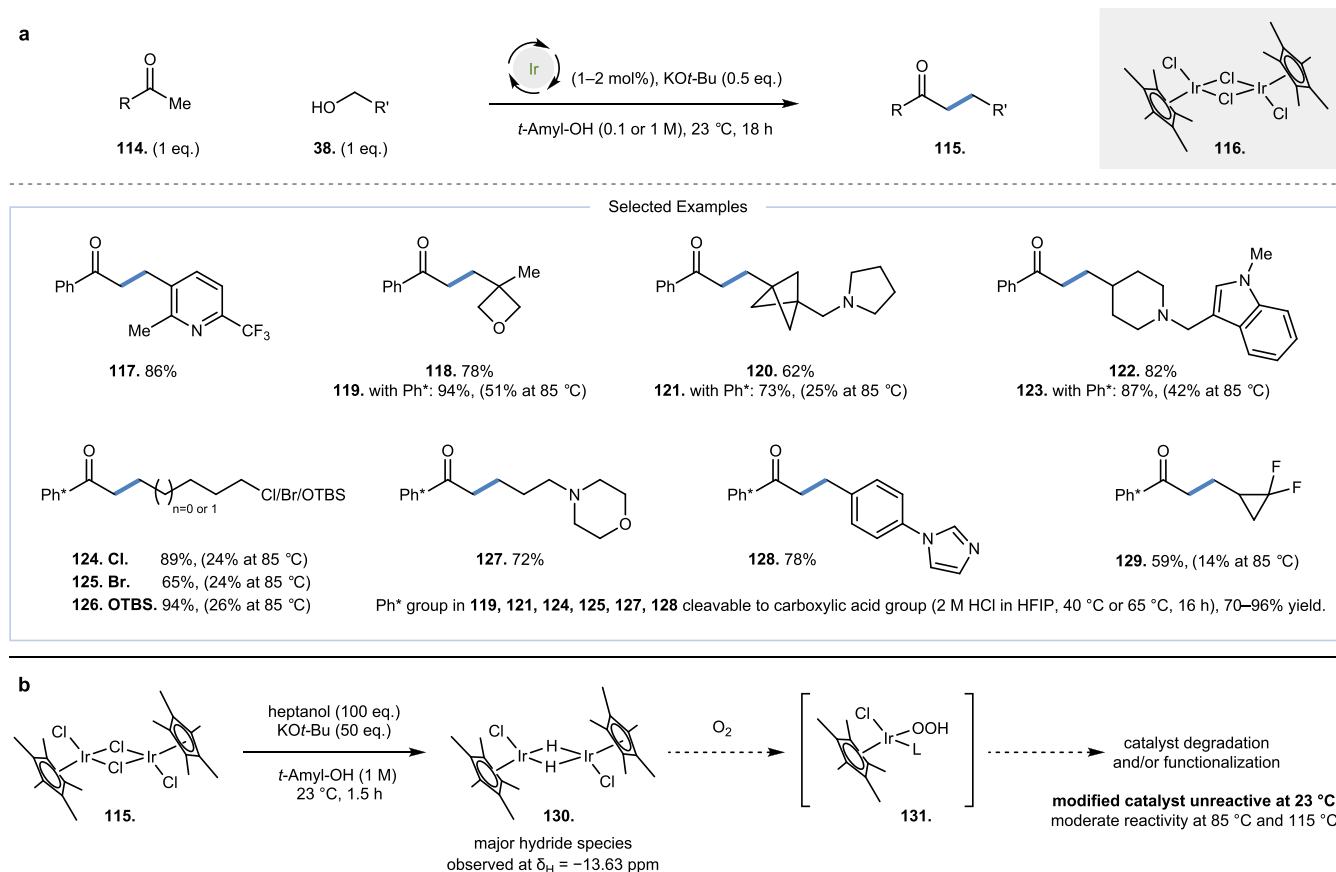 a
O
R
Me
114. (1 eq.)
HO
R'
38. (1 eq.)
Ir
(1–2 mol%), KOt-Bu (0.5 eq.)
t-Amyl-OH (0.1 or 1 M), 23 °C, 18 h
O
R
R'
115.
Cl
Ir
Cl
Cl
Ir
Cl
116.
Selected Examples
O
Ph
Me
N
CF3
117. 86%
O
Ph
Me
O
118. 78%
119. with Ph*: 94%, (51% at 85 °C)
O
Ph
N
120. 62%
121. with Ph*: 73%, (25% at 85 °C)
O
Ph
N
N
Me
122. 82%
123. with Ph*: 87%, (42% at 85 °C)
O
Ph*
n=0 or 1
Cl/Br/OTBS
124. Cl. 89%, (24% at 85 °C)
125. Br. 65%, (24% at 85 °C)
126. OTBS. 94%, (26% at 85 °C)
O
Ph*
N
O
127. 72%
O
Ph*
N
N
128. 78%
O
Ph*
F
F
129. 59%, (14% at 85 °C)
Ph* group in 119, 121, 124, 125, 127, 128 cleavable to carboxylic acid group (2 M HCl in HFIP, 40 °C or 65 °C, 16 h), 70–96% yield.
b
Cl
Ir
Cl
Cl
Ir
Cl
115.
heptanol (100 eq.)
KOt-Bu (50 eq.)
t-Amyl-OH (1 M)
23 °C, 1.5 h
Cl
Ir
H
H
Ir
Cl
130.
major hydride species
observed at δH = −13.63 ppm
O2
Cl
Ir
OOH
L
131.
catalyst degradation
and/or functionalization
modified catalyst unreactive at 23 °C
moderate reactivity at 85 °C and 115 °C